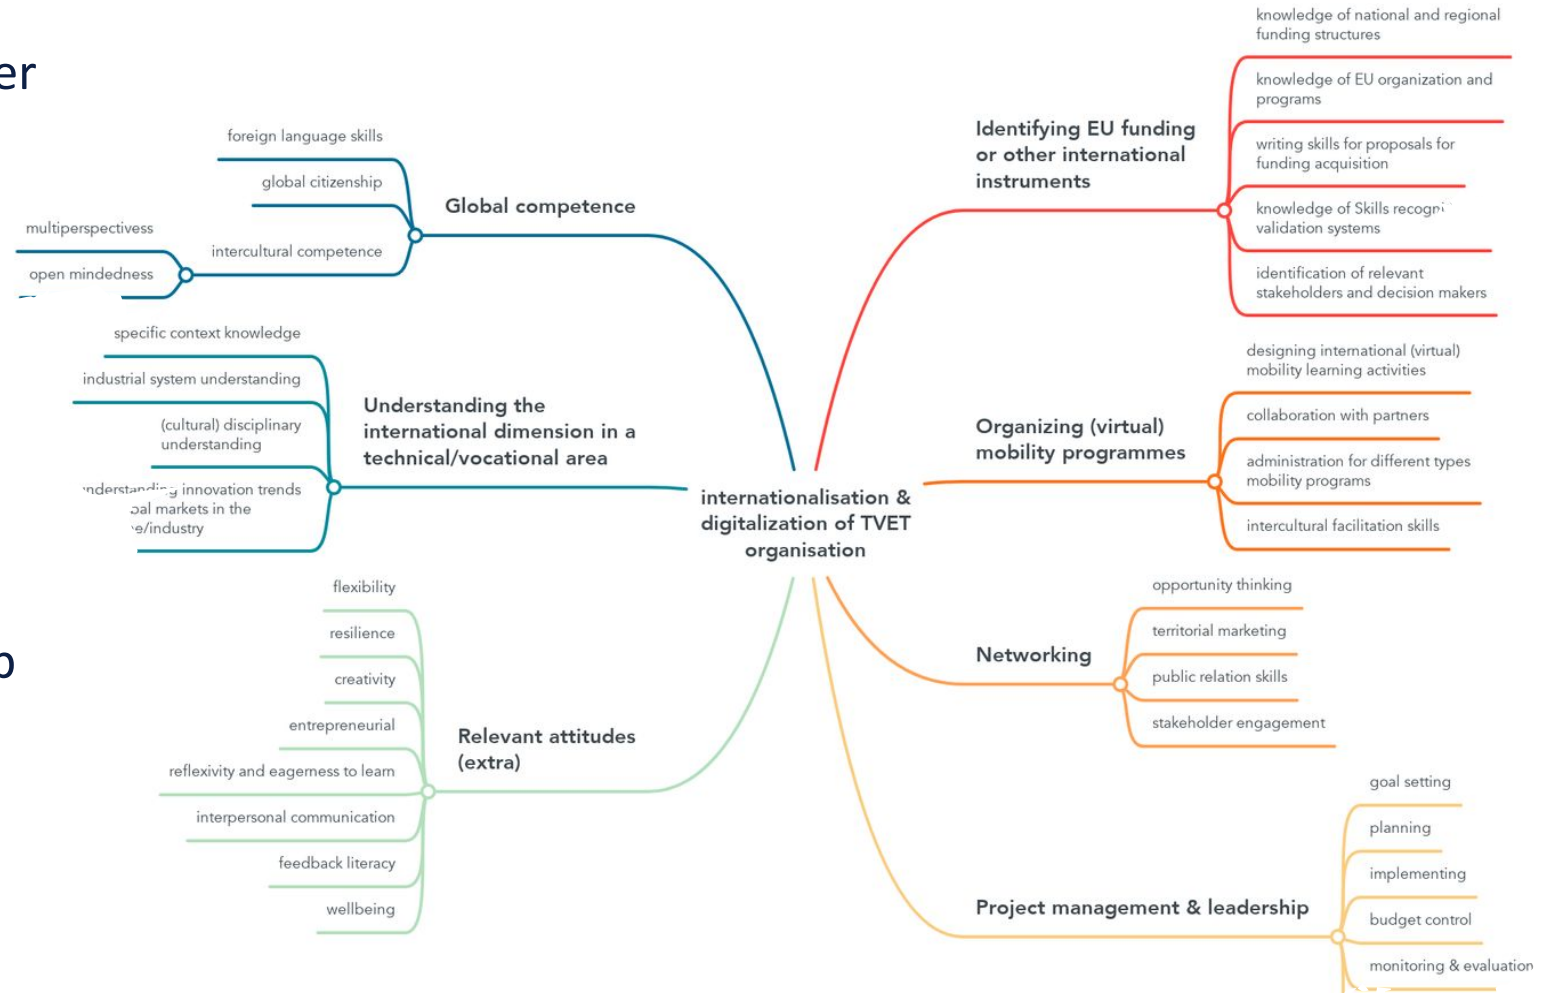 er
p
foreign language skills
global citizenship
intercultural competence
multiperspectivess
open mindedness
Global competence
specific context knowledge
industrial system understanding
(cultural) disciplinary
understanding
innovation trends
markets in the
Understanding the
international dimension in a
technical/vocational area
flexibility
resilience
creativity
entrepreneurial
reflexivity and eagerness to learn
interpersonal communication
feedback literacy
wellbeing
Relevant attitudes
(extra)
internationalisation &
digitalization of TVET
organisation
Identifying EU funding
or other international
instruments
knowledge of national and regional
funding structures
knowledge of EU organization and
programs
writing skills for proposals for
funding acquisition
knowledge of Skills
validation systems
identification of relevant
stakeholders and decision makers
Organizing (virtual)
mobility programmes
designing international (virtual)
mobility learning activities
collaboration with partners
administration for different types
mobility programs
intercultural facilitation skills
Networking
opportunity thinking
territorial marketing
public relation skills
stakeholder engagement
Project management & leadership
goal setting
planning
implementing
budget control
monitoring & evaluation